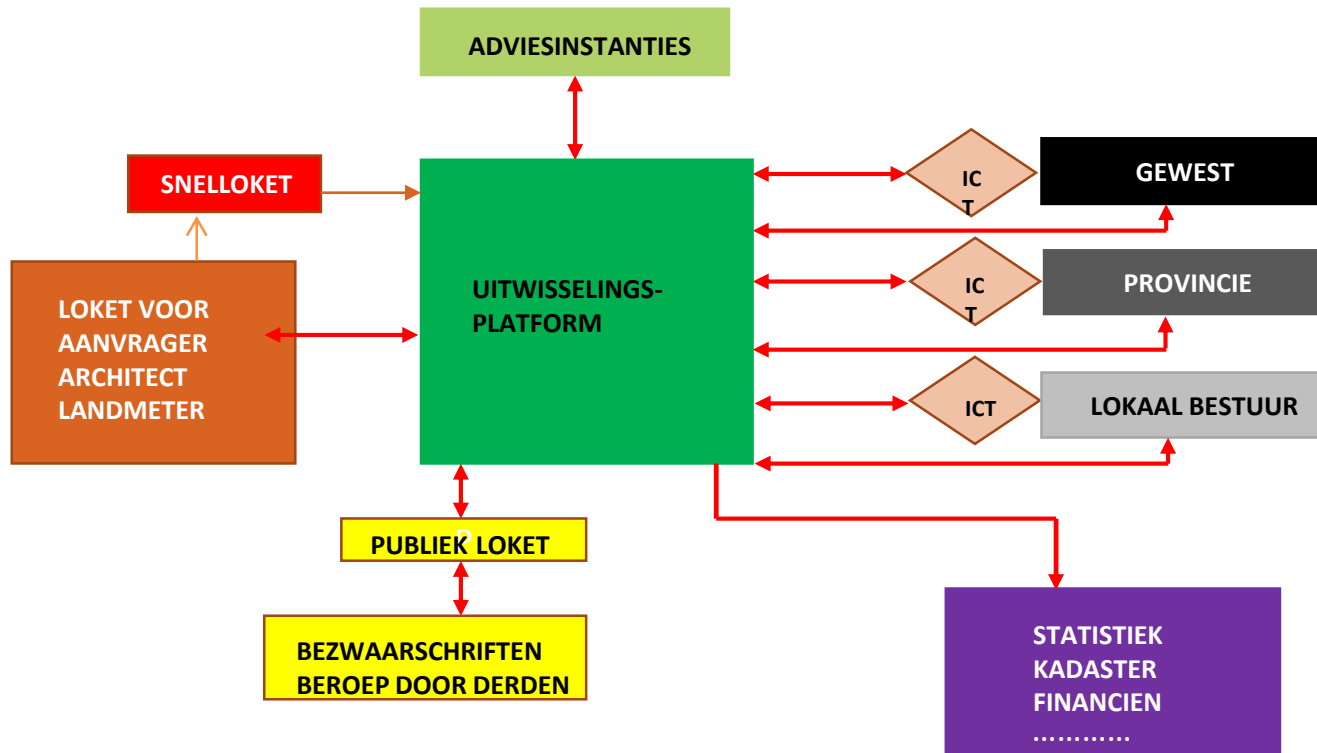 ADVIESINSTANTIES
SNELLOKET
LOKET VOOR
AANVRAGER
ARCHITECT
LANDMETER
UITWISSELINGS-
PLATFORM
IC
T
GEWEST
IC
T
PROVINCIE
ICT
LOKAAL BESTUUR
PUBLIEK LOKET
BEZWAARSCHRIFTEN
BEROEP DOOR DERDEN
STATISTIEK
KADASTER
FINANCIEN
…………